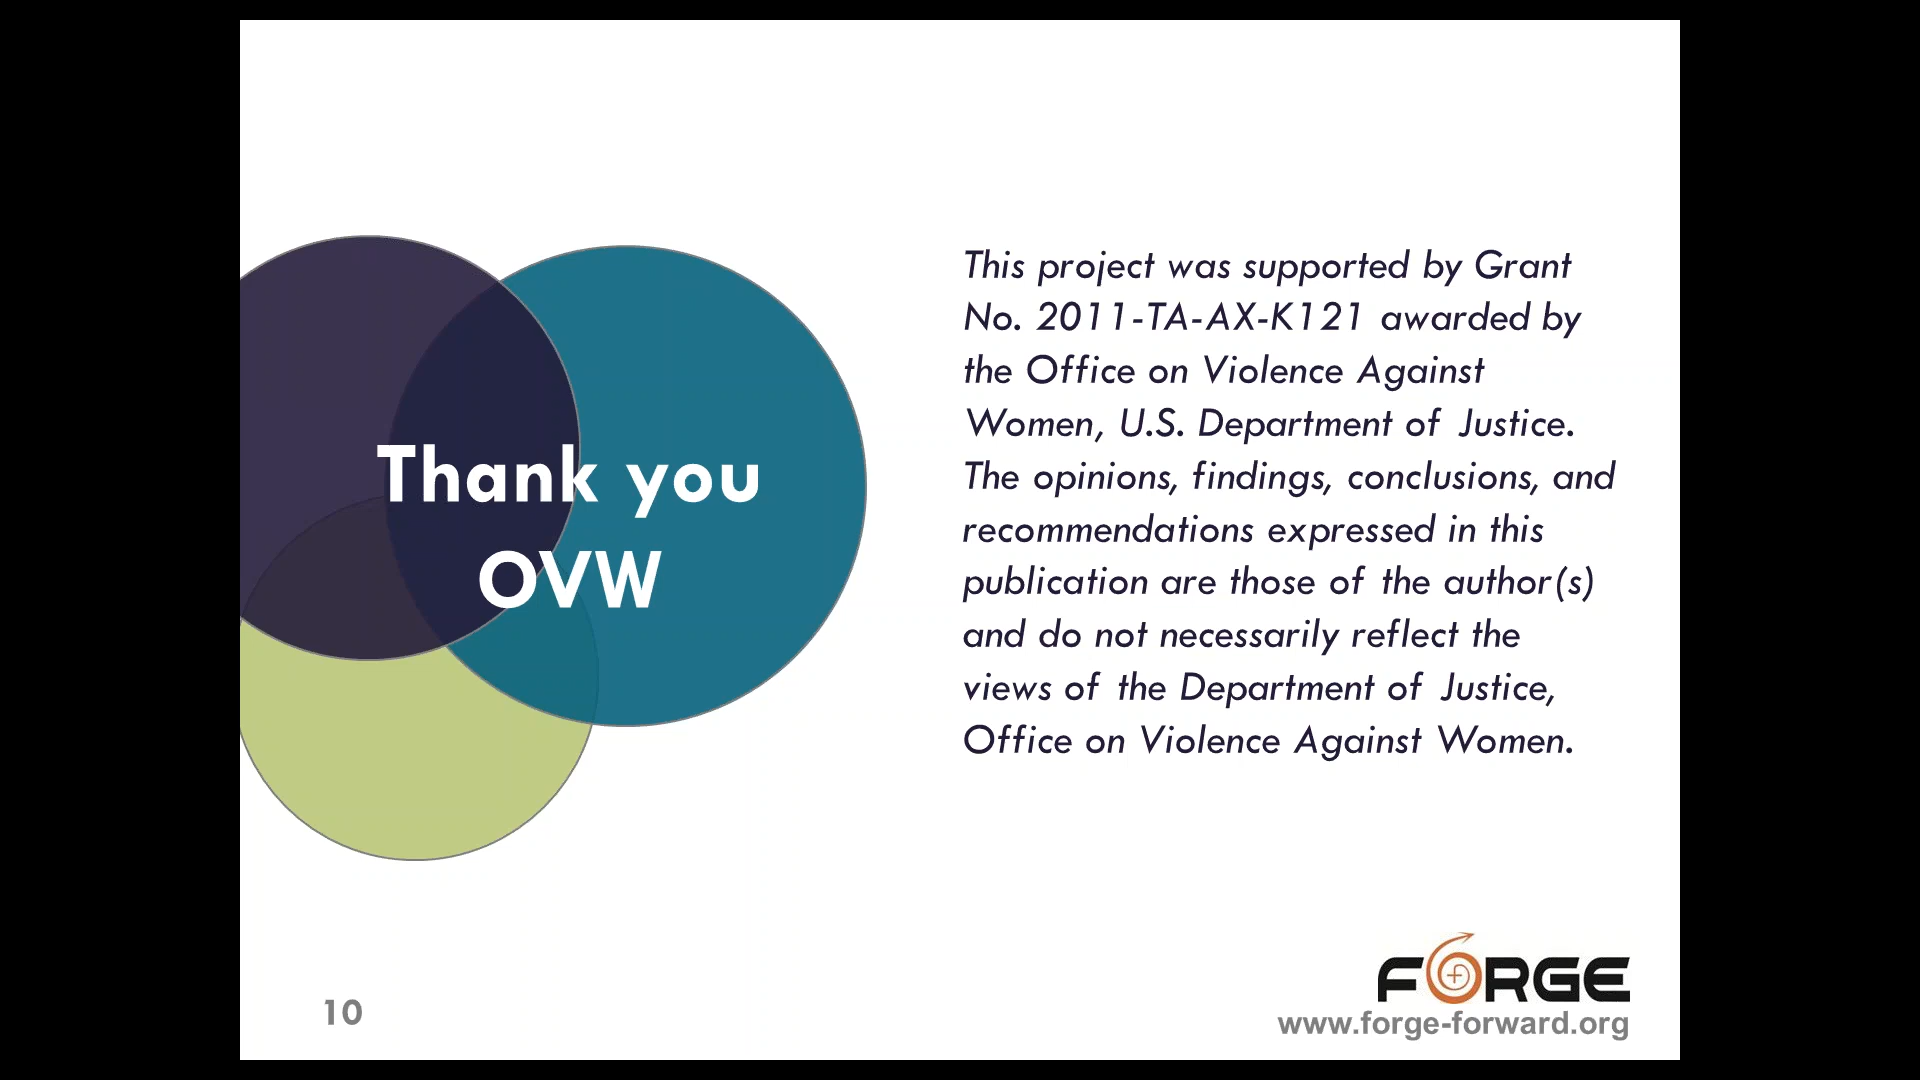 Thank you
OVW
This project was supported by Grant
No. 2011-TA-AX-K121 awarded by
the Office on Violence Against
Women, U.S. Department of Justice.
The opinions, findings, conclusions, and
recommendations expressed in this
publication are those of the author(s)
and do not necessarily reflect the
views of the Department of Justice,
Office on Violence Against Women.
10
FORGE
www.forge-forward.org